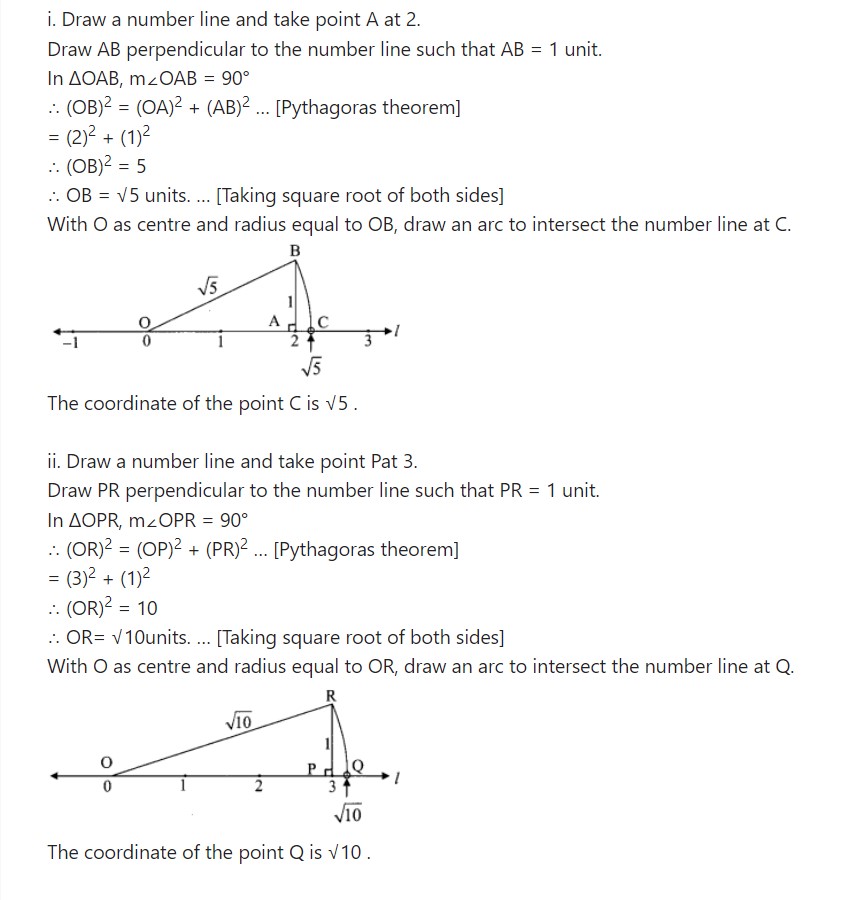 i. Draw a number line and take point A at 2.
Draw AB perpendicular to the number line such that AB = 1 unit.
In ∆OAB, m∠OAB = 90°
∴ (OB)² = (OA)² + (AB)² ... [Pythagoras theorem]
= (2)² + (1)²
∴ (OB)² = 5
∴ OB = √5 units. ... [Taking square root of both sides]
With O as centre and radius equal to OB, draw an arc to intersect the number line at C.
B
√5
1
O A C l
-1 0 1 2 3
√5
The coordinate of the point C is √5 .
ii. Draw a number line and take point Pat 3.
Draw PR perpendicular to the number line such that PR = 1 unit.
In ∆OPR, m∠OPR = 90°
∴ (OR)² = (OP)² + (PR)² ... [Pythagoras theorem]
= (3)² + (1)²
∴ (OR)² = 10
∴ OR= √10units. ... [Taking square root of both sides]
With O as centre and radius equal to OR, draw an arc to intersect the number line at Q.
R
√10
1
O P Q l
0 1 2 3
√10
The coordinate of the point Q is √10 .